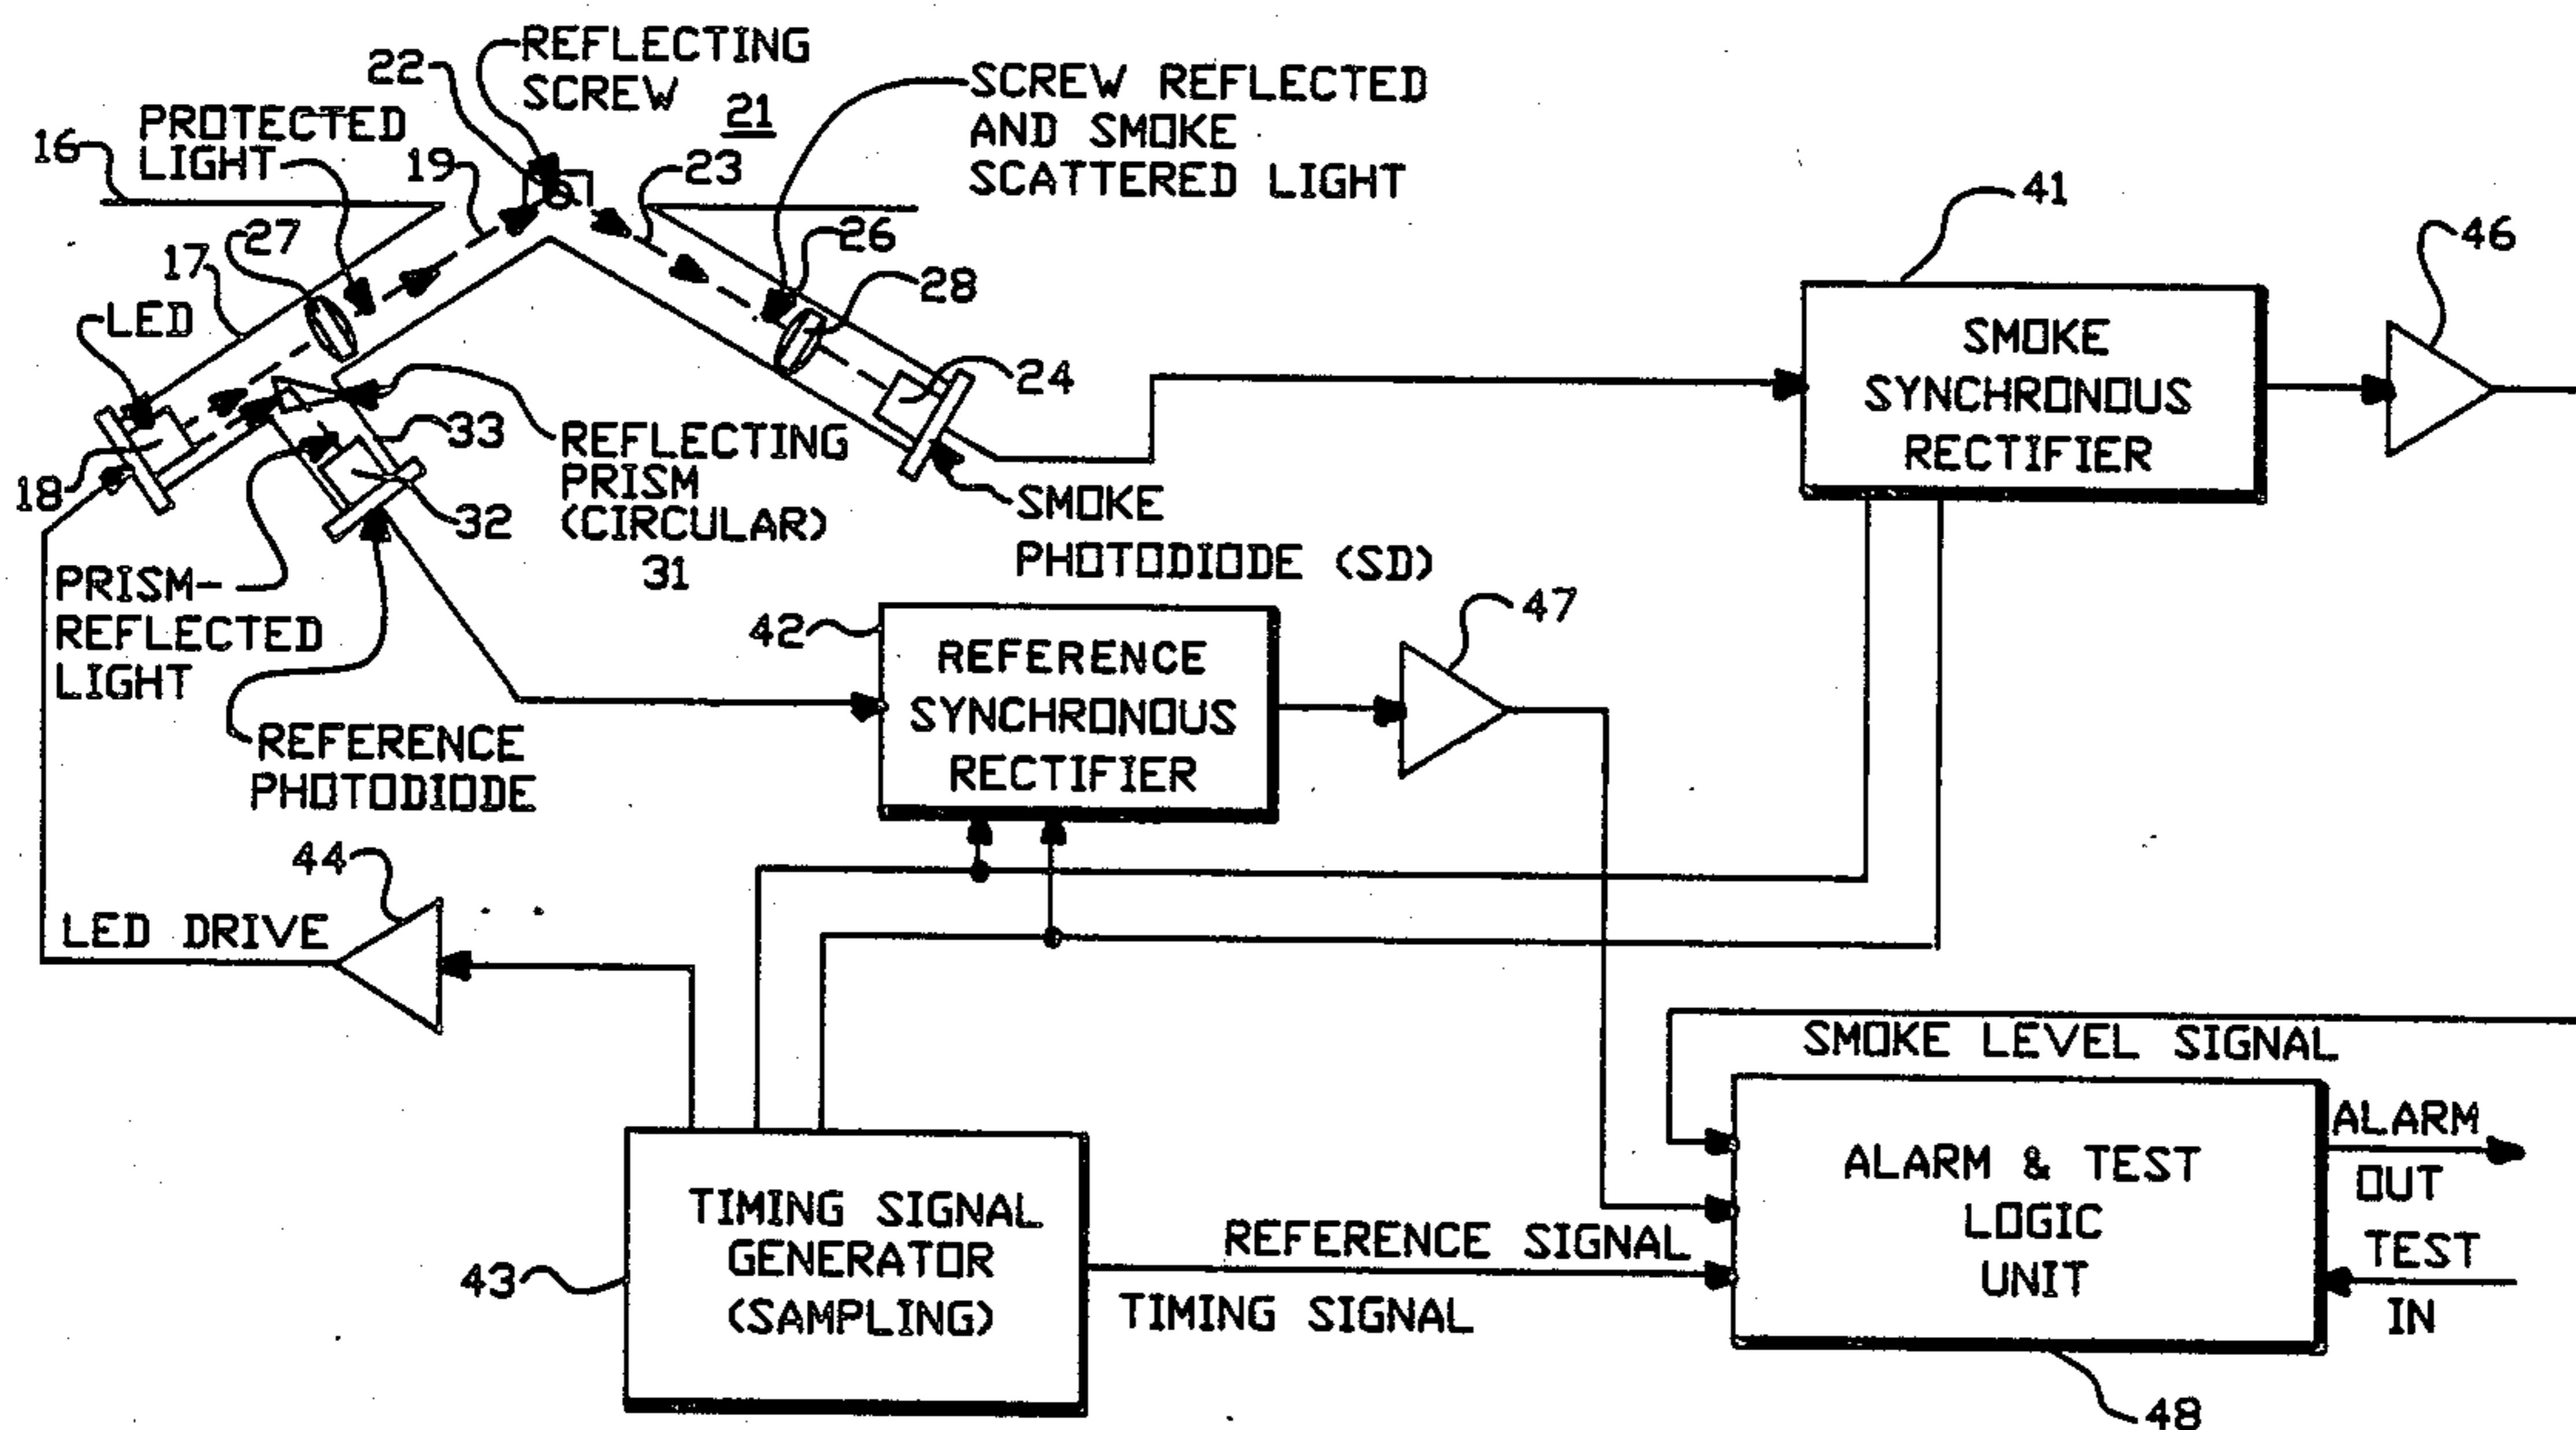 22
REFLECTING
SCREW
21
SCREW REFLECTED
AND SMOKE
SCATTERED LIGHT
PROTECTED
LIGHT
16
19
23
41
46
27
26
17
28
LED
24
SMOKE
SYNCHRONOUS
RECTIFIER
33
18
32
REFLECTING
PRISM
(CIRCULAR)
31
SMOKE
PHOTODIODE (SD)
PRISM-
REFLECTED
LIGHT
47
42
REFERENCE
SYNCHRONOUS
RECTIFIER
REFERENCE
PHOTODIODE
44
LED DRIVE
SMOKE LEVEL SIGNAL
ALARM
OUT
TEST
IN
ALARM & TEST
LOGIC
UNIT
TIMING SIGNAL
GENERATOR
(SAMPLING)
43
REFERENCE SIGNAL
TIMING SIGNAL
48